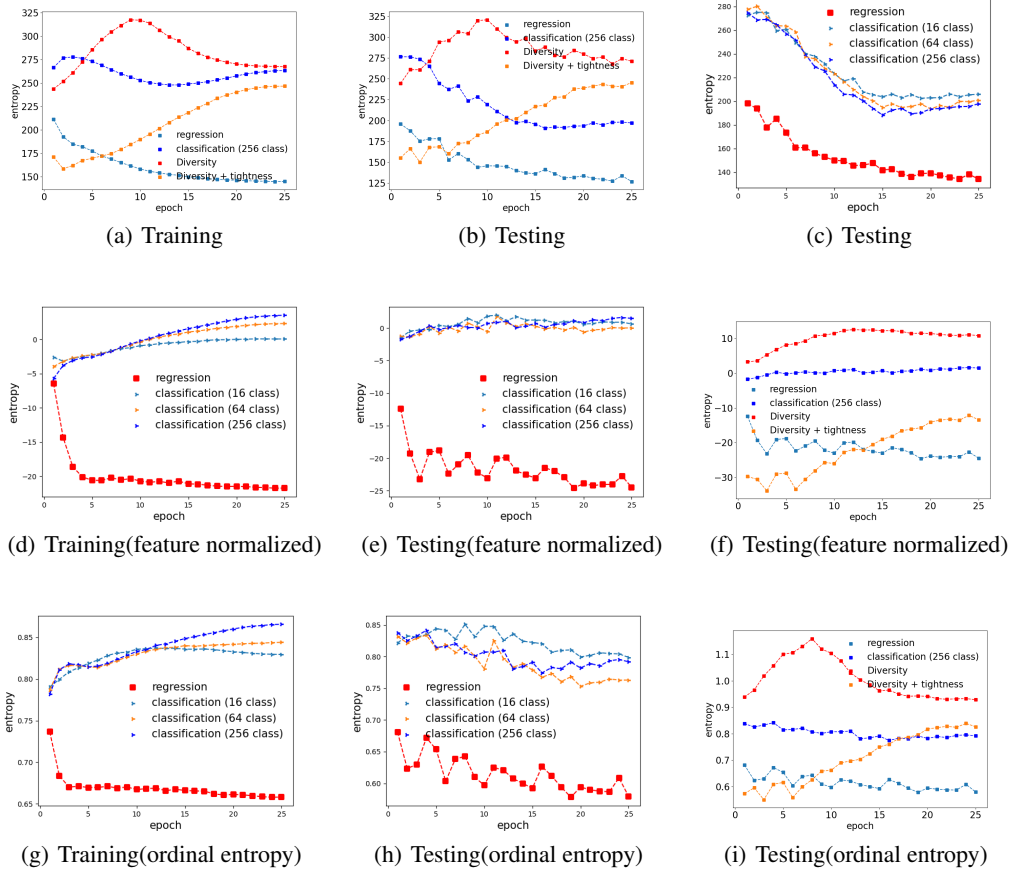 325
300
275
250
225
200
175
150
entropy
regression
classification (256 class)
Diversity
Diversity + tightness
0 5 10 15 20 25
epoch
(a) Training
325
300
275
250
225
200
175
150
125
entropy
regression
classification (256 class)
Diversity
Diversity + tightness
0 5 10 15 20 25
epoch
(b) Testing
280
260
240
220
200
180
160
140
entropy
regression
classification (16 class)
classification (64 class)
classification (256 class)
0 5 10 15 20 25
epoch
(c) Testing
0
−5
−10
−15
−20
entropy
regression
classification (16 class)
classification (64 class)
classification (256 class)
0 5 10 15 20 25
epoch
(d) Training(feature normalized)
0
−5
−10
−15
−20
−25
entropy
regression
classification (16 class)
classification (64 class)
classification (256 class)
0 5 10 15 20 25
epoch
(e) Testing(feature normalized)
10
0
−10
−20
−30
entropy
regression
classification (256 class)
Diversity
Diversity + tightness
0 5 10 15 20 25
epoch
(f) Testing(feature normalized)
0.85
0.80
0.75
0.70
0.65
entropy
regression
classification (16 class)
classification (64 class)
classification (256 class)
0 5 10 15 20 25
epoch
(g) Training(ordinal entropy)
0.85
0.80
0.75
0.70
0.65
0.60
entropy
regression
classification (16 class)
classification (64 class)
classification (256 class)
0 5 10 15 20 25
epoch
(h) Testing(ordinal entropy)
1.1
1.0
0.9
0.8
0.7
0.6
entropy
regression
classification (256 class)
Diversity
Diversity + tightness
0 5 10 15 20 25
epoch
(i) Testing(ordinal entropy)